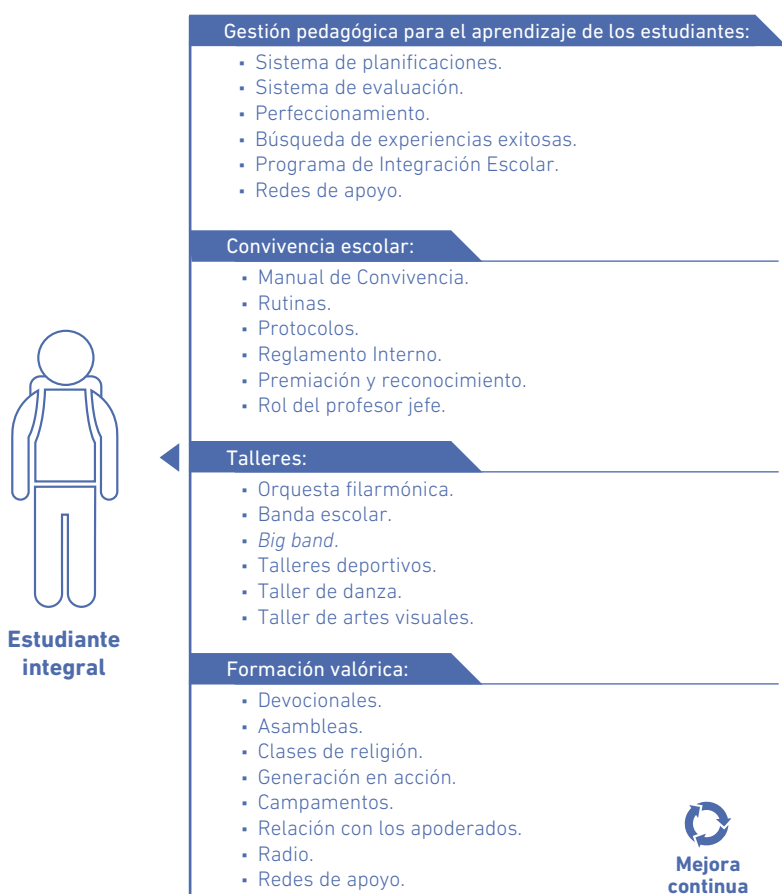 Gestión pedagógica para el aprendizaje de los estudiantes:
▪ Sistema de planificaciones.
▪ Sistema de evaluación.
▪ Perfeccionamiento.
▪ Búsqueda de experiencias exitosas.
▪ Programa de Integración Escolar.
▪ Redes de apoyo.
Convivencia escolar:
▪ Manual de Convivencia.
▪ Rutinas.
▪ Protocolos.
▪ Reglamento Interno.
▪ Premiación y reconocimiento.
▪ Rol del profesor jefe.
Talleres:
▪ Orquesta filarmónica.
▪ Banda escolar.
▪ Big band.
▪ Talleres deportivos.
▪ Taller de danza.
▪ Taller de artes visuales.
Estudiante
integral
Formación valórica:
▪ Devocionales.
▪ Asambleas.
▪ Clases de religión.
▪ Generación en acción.
▪ Campamentos.
▪ Relación con los apoderados.
▪ Radio.
▪ Redes de apoyo.
Mejora
continua